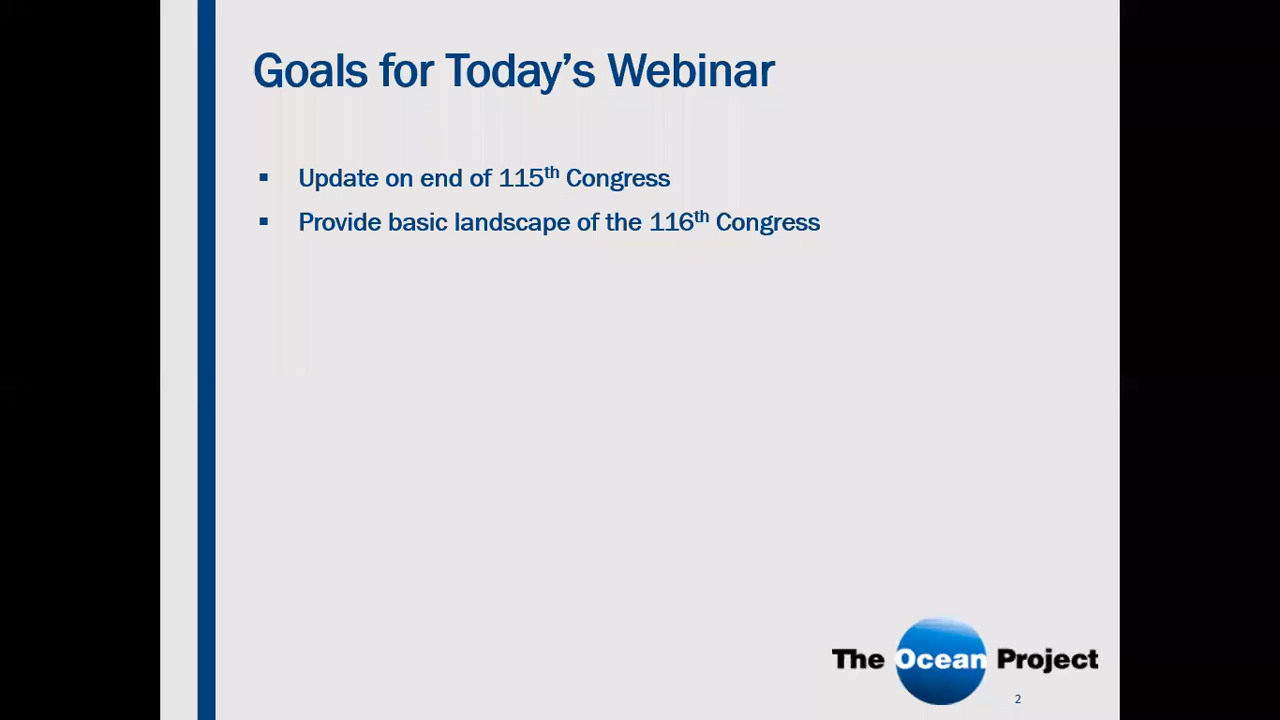 Goals for Today’s Webinar
▪ Update on end of 115th Congress
▪ Provide basic landscape of the 116th Congress
The Ocean Project
2